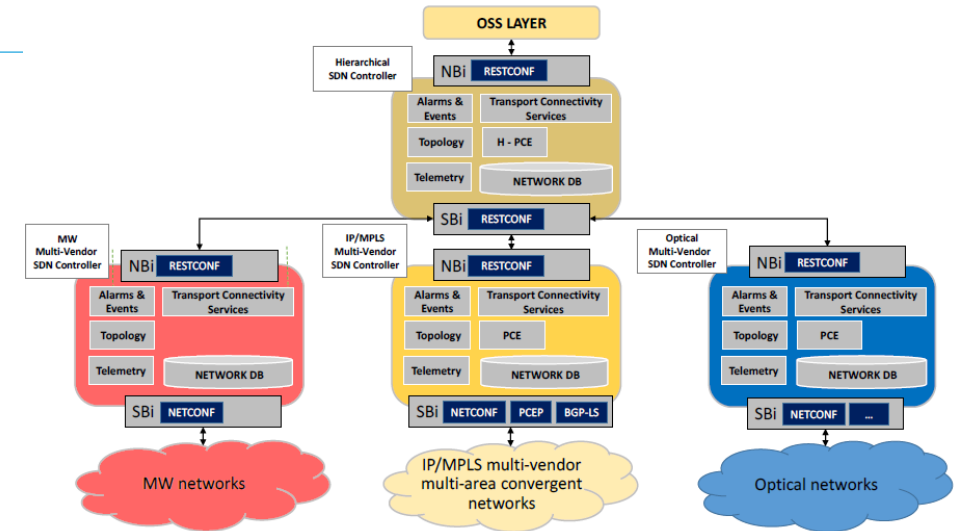 OSS LAYER
Hierarchical
SDN Controller
NBi RESTCONF
Alarms &
Events
Transport Connectivity
Services
Topology
H - PCE
Telemetry
NETWORK DB
SBi RESTCONF
MW
Multi-Vendor
SDN Controller
NBi RESTCONF
Alarms &
Events
Transport Connectivity
Services
Topology
Telemetry
NETWORK DB
SBi NETCONF
MW networks
IP/MPLS
Multi-Vendor
SDN Controller
NBi RESTCONF
Alarms &
Events
Transport Connectivity
Services
Topology
PCE
Telemetry
NETWORK DB
SBi NETCONF PCEP BGP-LS
IP/MPLS multi-vendor
multi-area convergent
networks
Optical
Multi-Vendor
SDN Controller
NBi RESTCONF
Alarms &
Events
Transport Connectivity
Services
Topology
PCE
Telemetry
NETWORK DB
SBi NETCONF ...
Optical networks